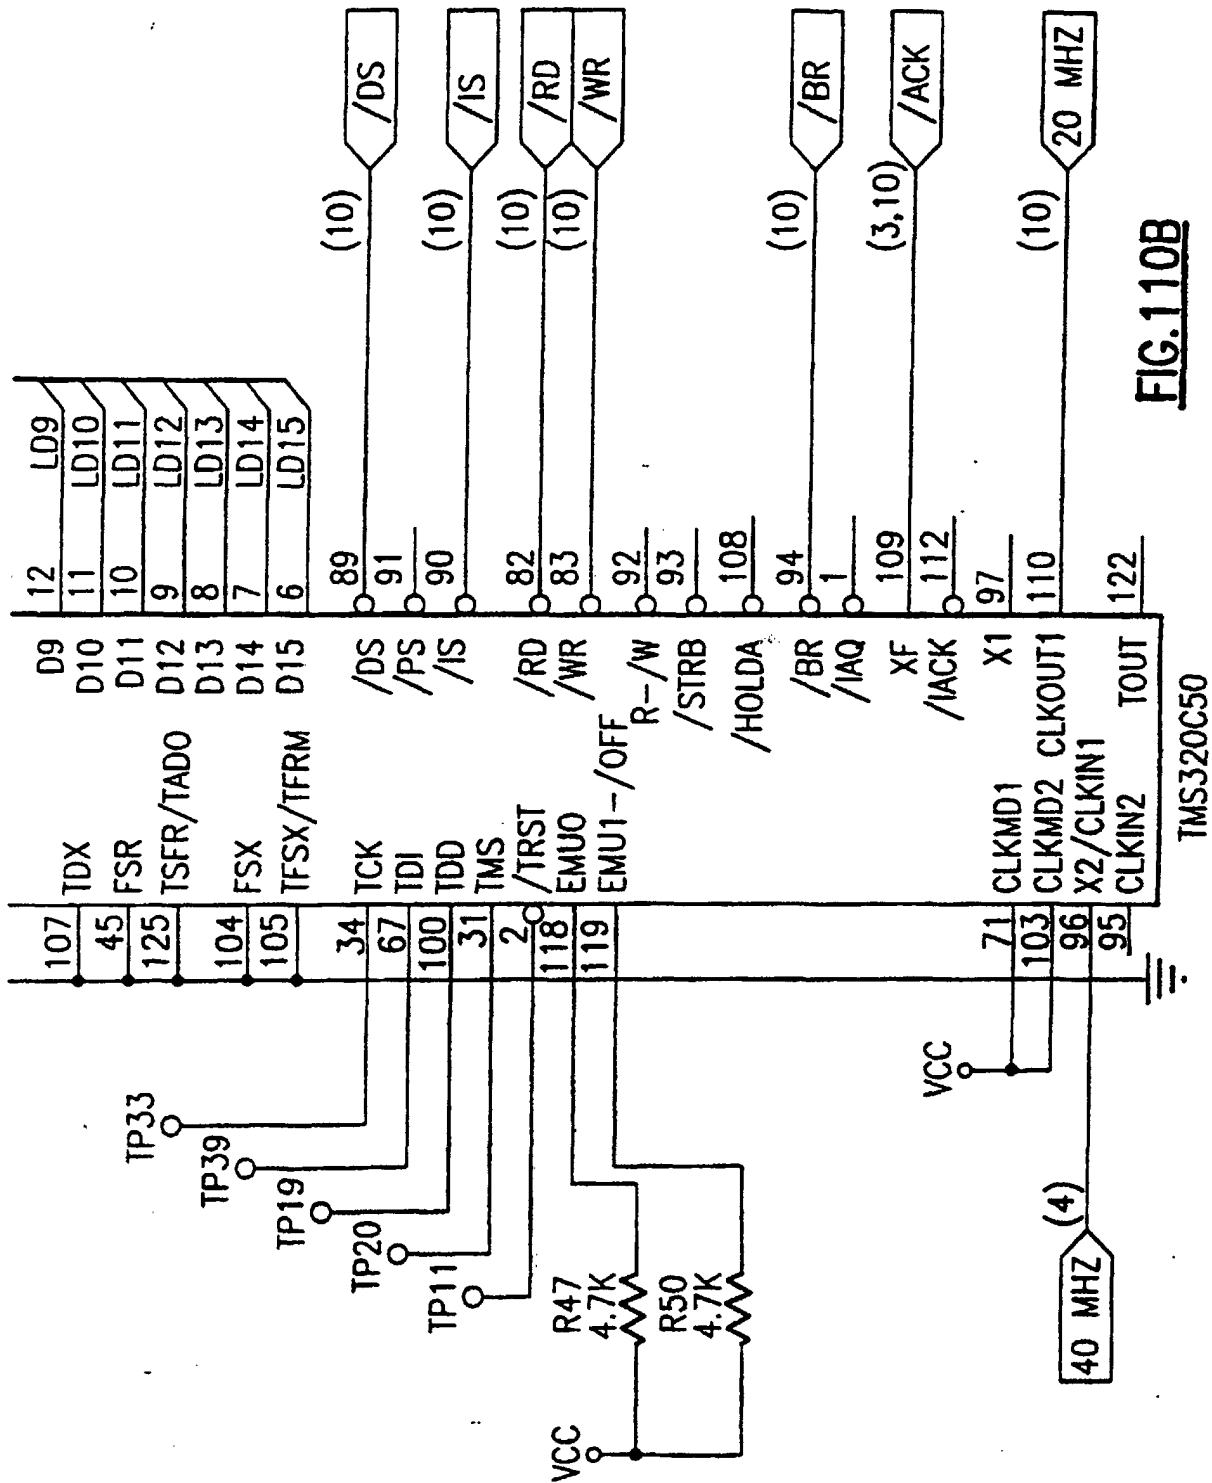 D9 12 LD9
D10 11 LD10
D11 10 LD11
D12 9 LD12
D13 8 LD13
D14 7 LD14
D15 6 LD15
/DS 89 (10) /DS
/PS 91
/IS 90 (10) /IS
/RD 82 (10) /RD
/WR 83 (10) /WR
R-/W 92
/STRB 93
/HOLDA 108
/BR 94 (10) /BR
/IAQ 1
XF 109 (3,10) /ACK
/IACK 112
X1 97
CLKOUT1 110 (10) 20 MHZ
TOUT 122
107 TDX
45 FSR
125 TSFR/TADO
104 FSX
105 TFSX/TFRM
TP33 34 TCK
TP39 67 TDI
TP19 100 TDD
TP20 31 TMS
TP11 2 /TRST
118 EMU0
119 EMU1-/OFF
R47
4.7K
R50
4.7K
VCC
VCC
71 CLKMD1
103 CLKMD2
40 MHZ (4) 96 X2/CLKIN1
95 CLKIN2
TMS320C50
FIG.110B